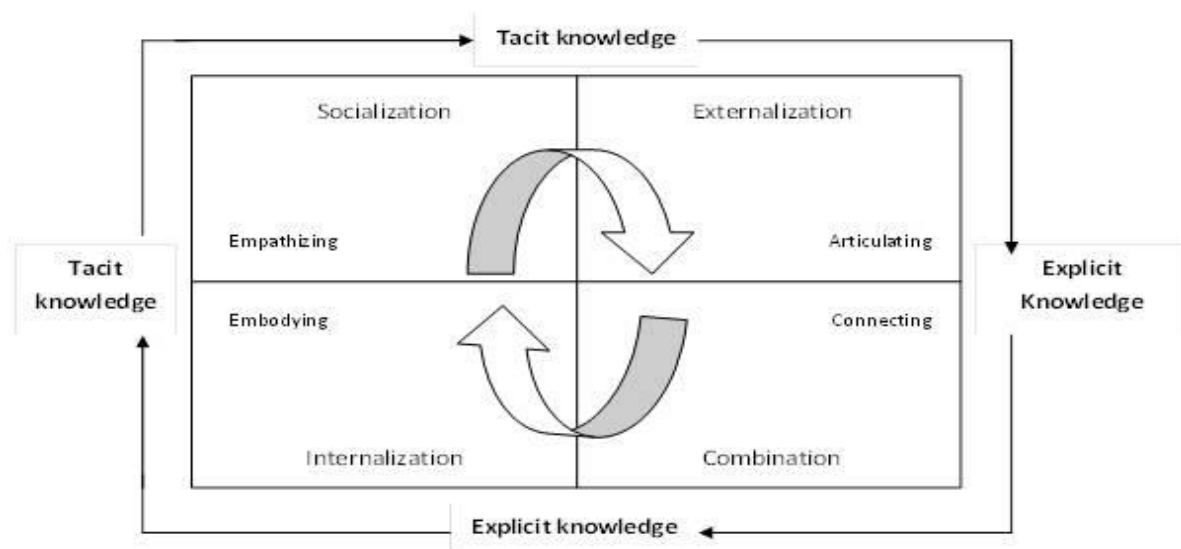 Tacit knowledge
Socialization
Externalization
Empathizing
Articulating
Tacit
knowledge
Explicit
Knowledge
Embodying
Connecting
Internalization
Combination
Explicit knowledge